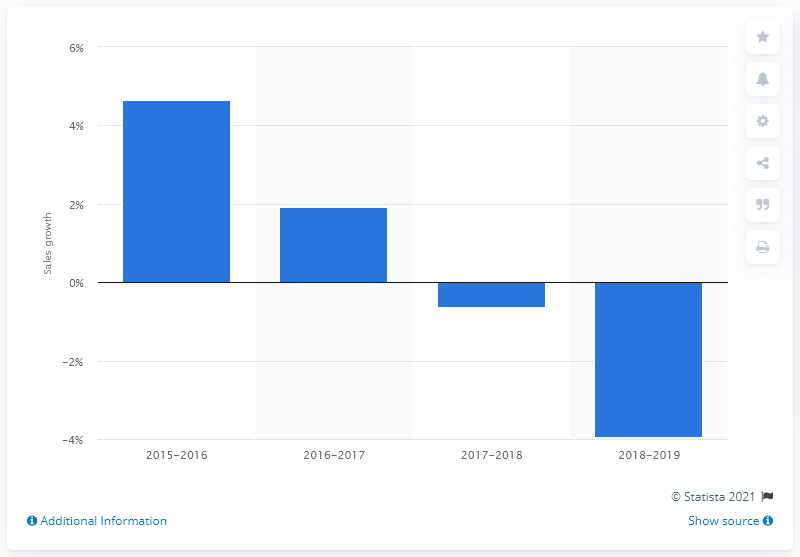 6%
4%
2%
0%
−2%
−4%
Sales growth
2015–2016
2016–2017
2017–2018
2018–2019
© Statista 2021
Additional Information
Show source